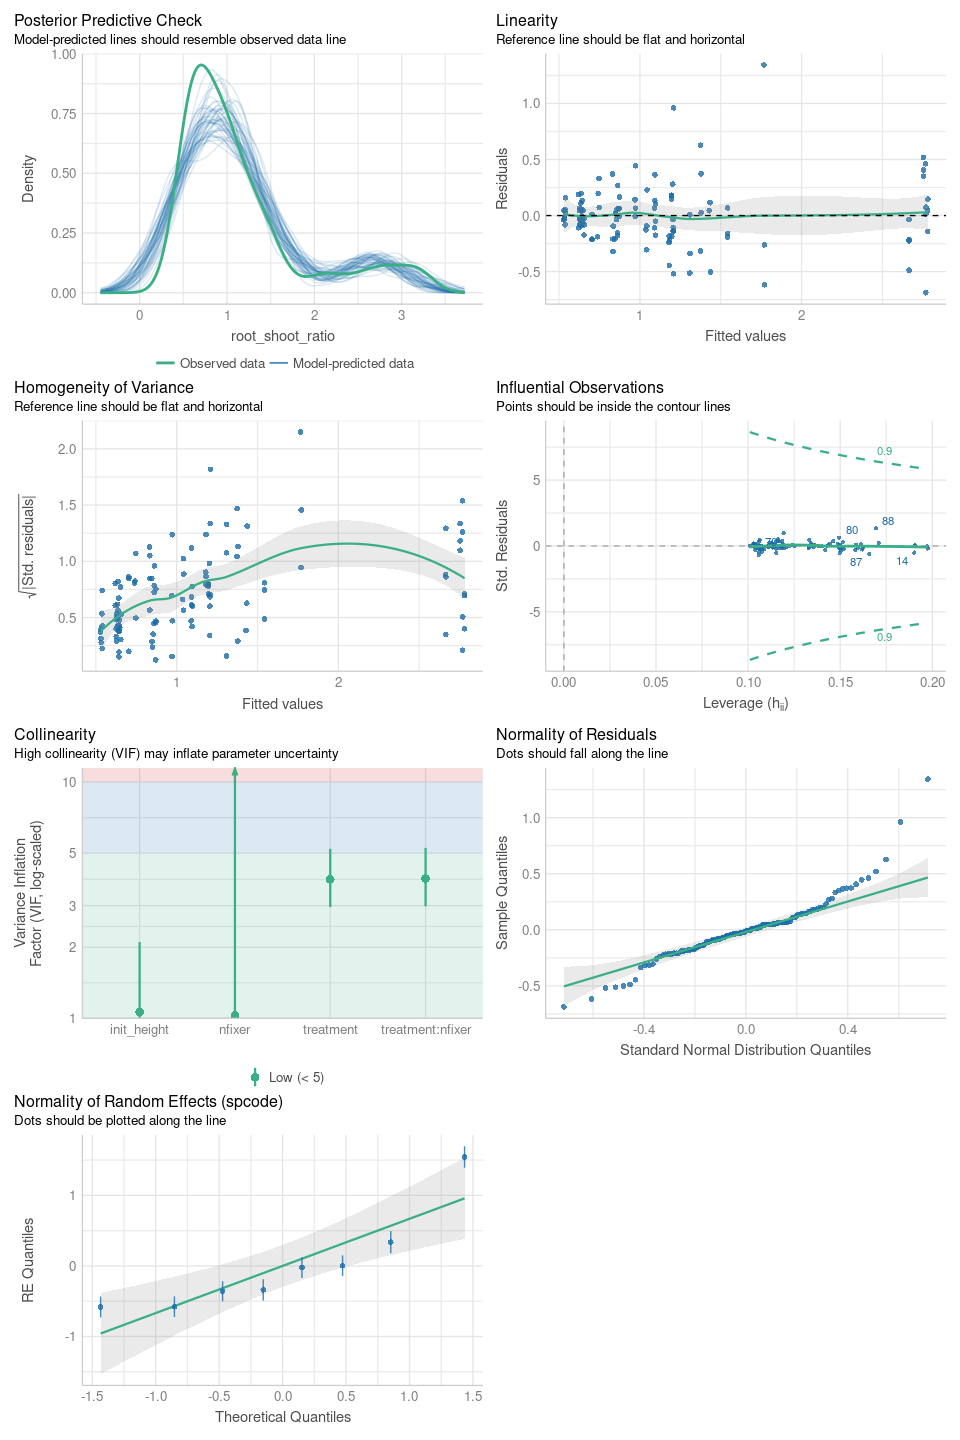 Posterior Predictive Check
Model-predicted lines should resemble observed data line
1.00
0.75
0.50
0.25
0.00
Density
0
1
2
3
root_shoot_ratio
Observed data
Model-predicted data
Linearity
Reference line should be flat and horizontal
1.0
0.5
0.0
-0.5
Residuals
1
2
Fitted values
Homogeneity of Variance
Reference line should be flat and horizontal
2.0
1.5
1.0
0.5
√|Std. residuals|
1
2
Fitted values
Influential Observations
Points should be inside the contour lines
5
0
-5
Std. Residuals
0.9
88
80
87
14
0.9
0.00
0.05
0.10
0.15
0.20
Leverage (hii)
Collinearity
High collinearity (VIF) may inflate parameter uncertainty
10
5
3
2
1
Variance Inflation
Factor (VIF, log-scaled)
init_height
nfixer
treatment
treatment:nfixer
Low (< 5)
Normality of Residuals
Dots should fall along the line
1.0
0.5
0.0
-0.5
Sample Quantiles
-0.4
0.0
0.4
Standard Normal Distribution Quantiles
Normality of Random Effects (spcode)
Dots should be plotted along the line
1
0
-1
RE Quantiles
-1.5
-1.0
-0.5
0.0
0.5
1.0
1.5
Theoretical Quantiles